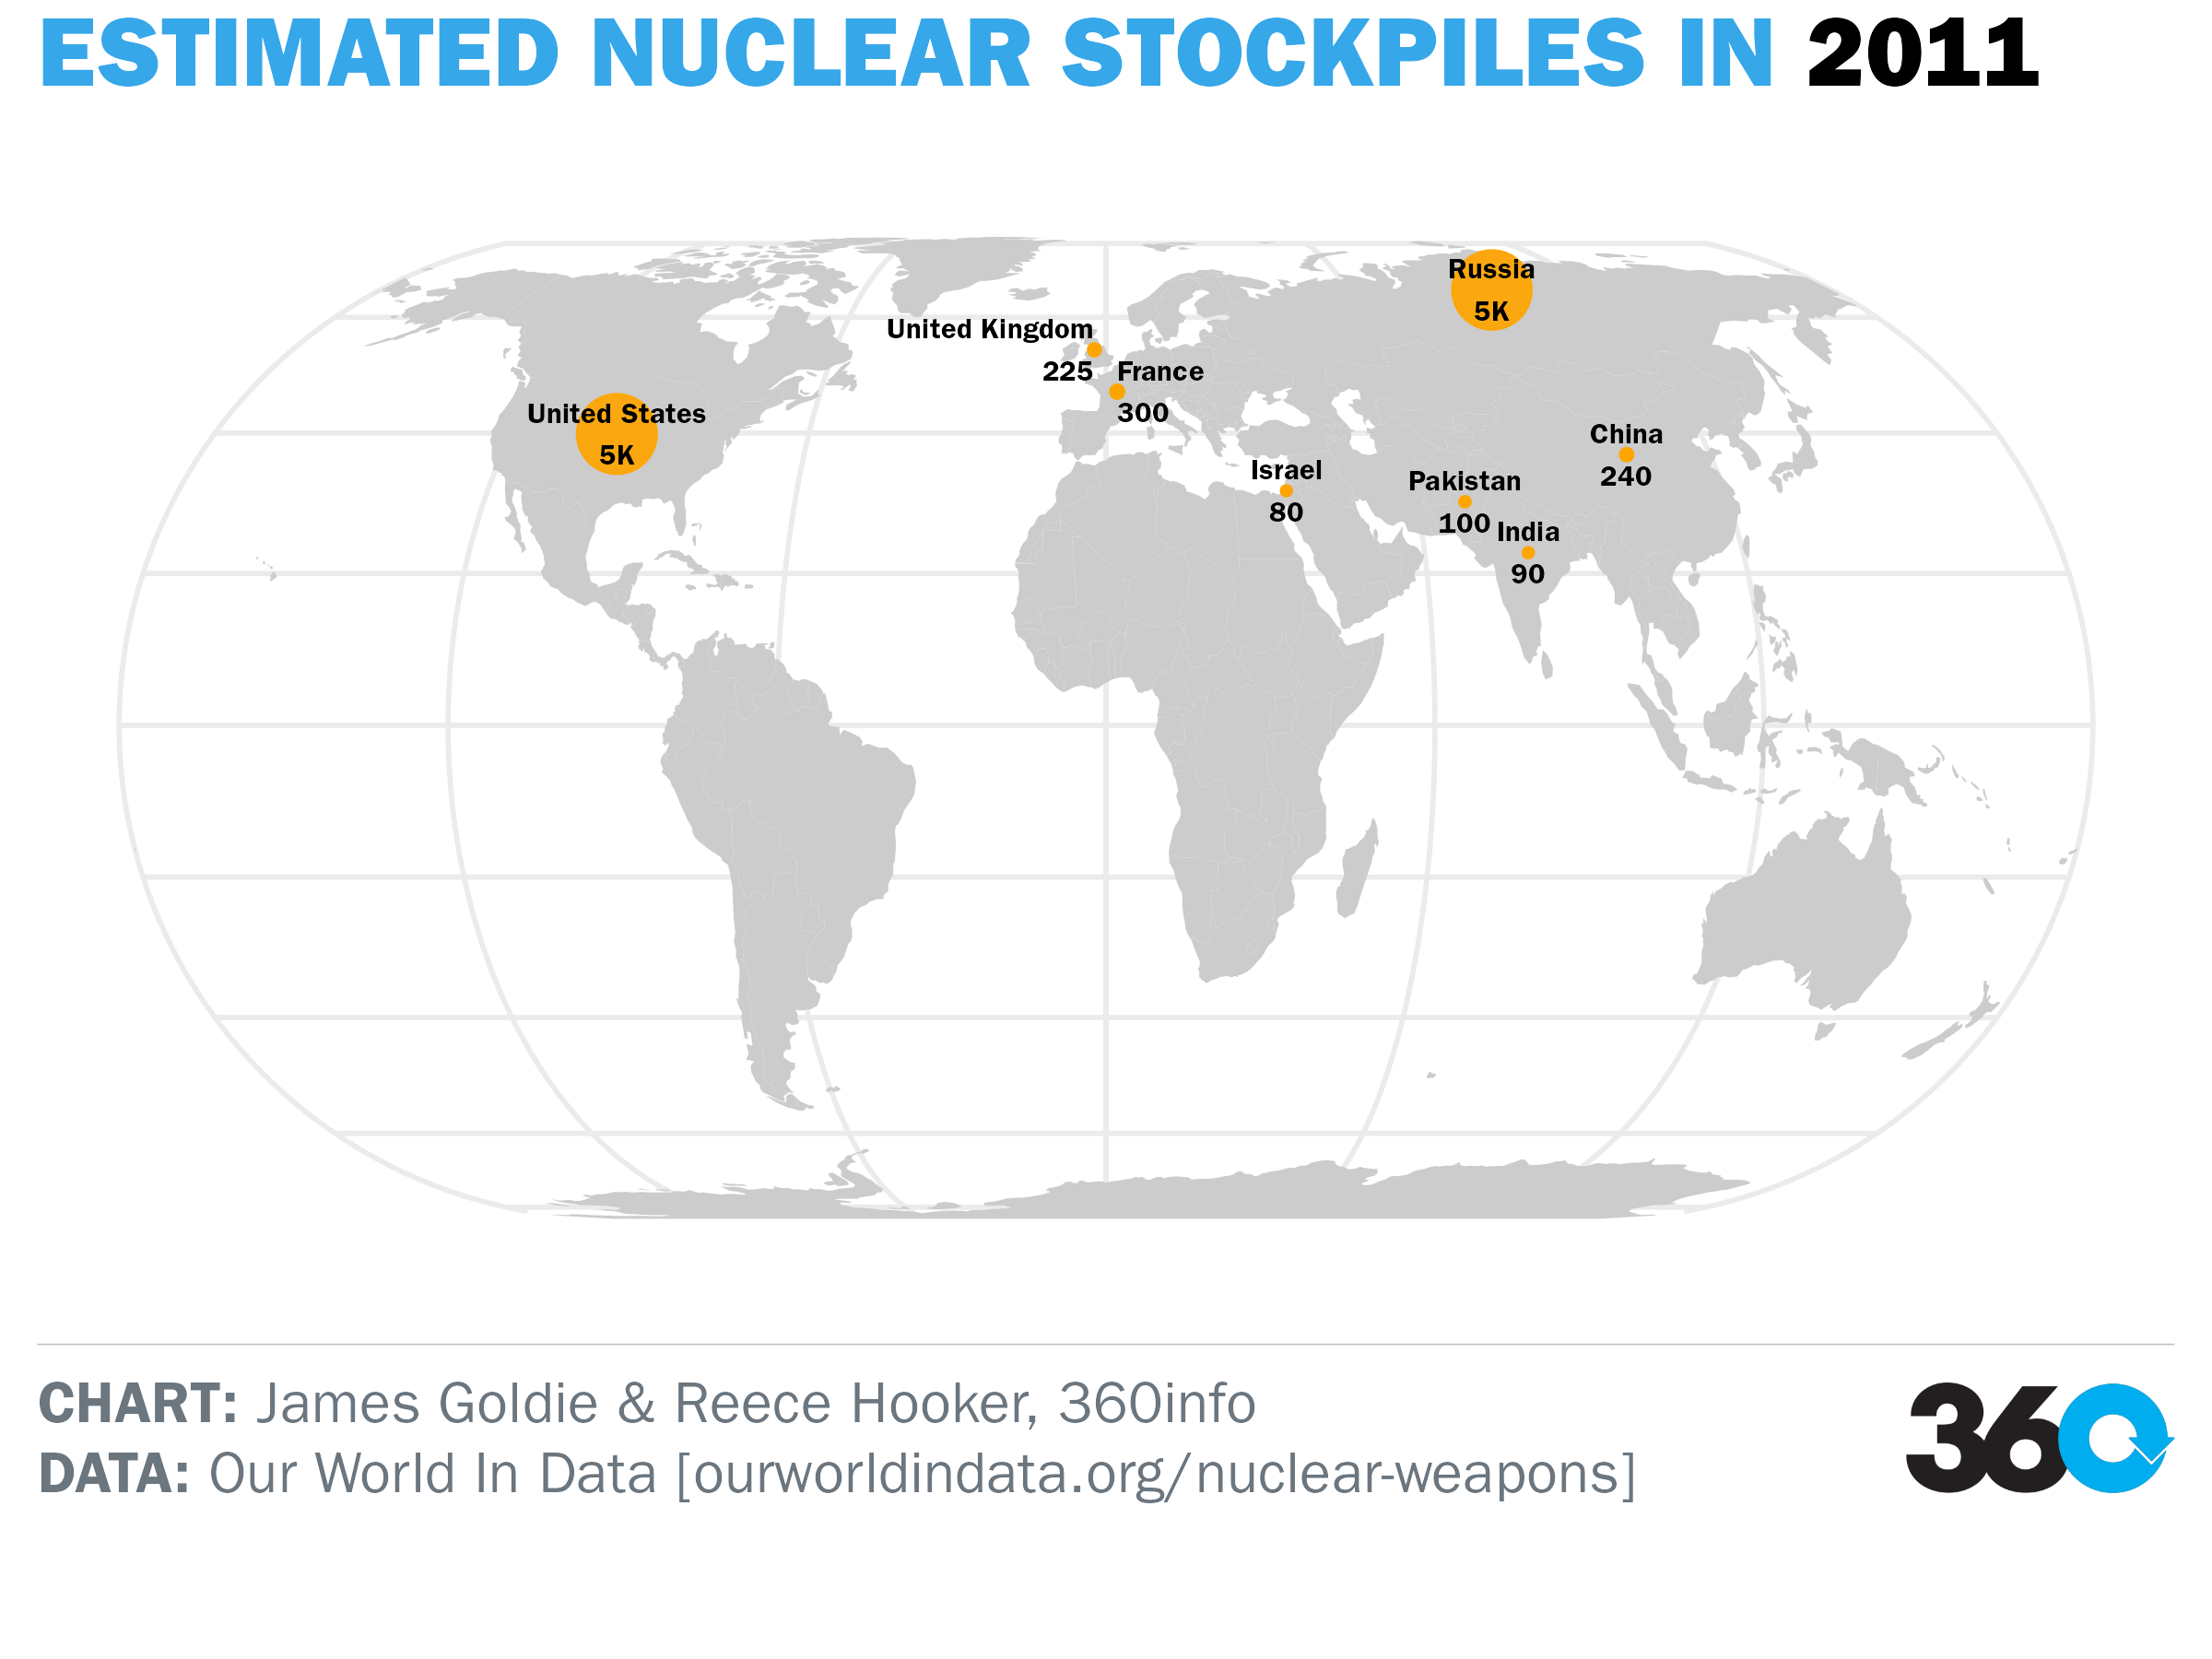 ESTIMATED NUCLEAR STOCKPILES IN 2011
Russia
5K
United Kingdom
225
France
300
United States
5K
China
240
Israel
80
Pakistan
100
India
90
CHART: James Goldie & Reece Hooker, 360info
DATA: Our World In Data [ourworldindata.org/nuclear-weapons]
360